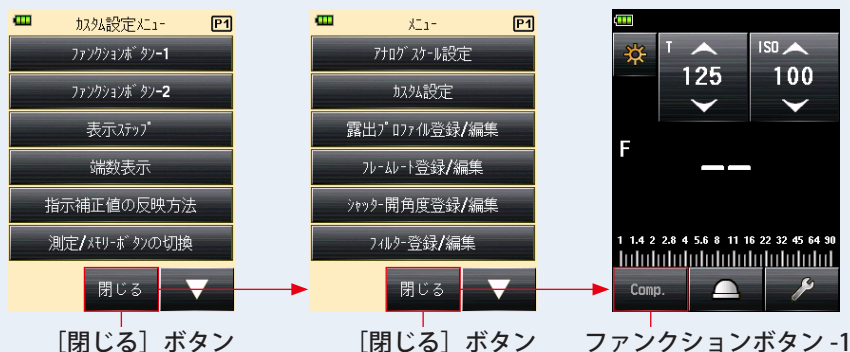 カスタム設定メニュー P1
ファンクションボタン-1
ファンクションボタン-2
表示ステップ
端数表示
指示補正値の反映方法
測定/メモリーボタンの切換
閉じる
［閉じる］ボタン
メニュー P1
アナログスケール設定
カスタム設定
露出プロファイル登録/編集
フレームレート登録/編集
シャッター開角度登録/編集
フィルター登録/編集
閉じる
［閉じる］ボタン
T ISO
125 100
F
--
1 1.4 2 2.8 4 5.6 8 11 16 22 32 45 64 90
Comp.
ファンクションボタン -1